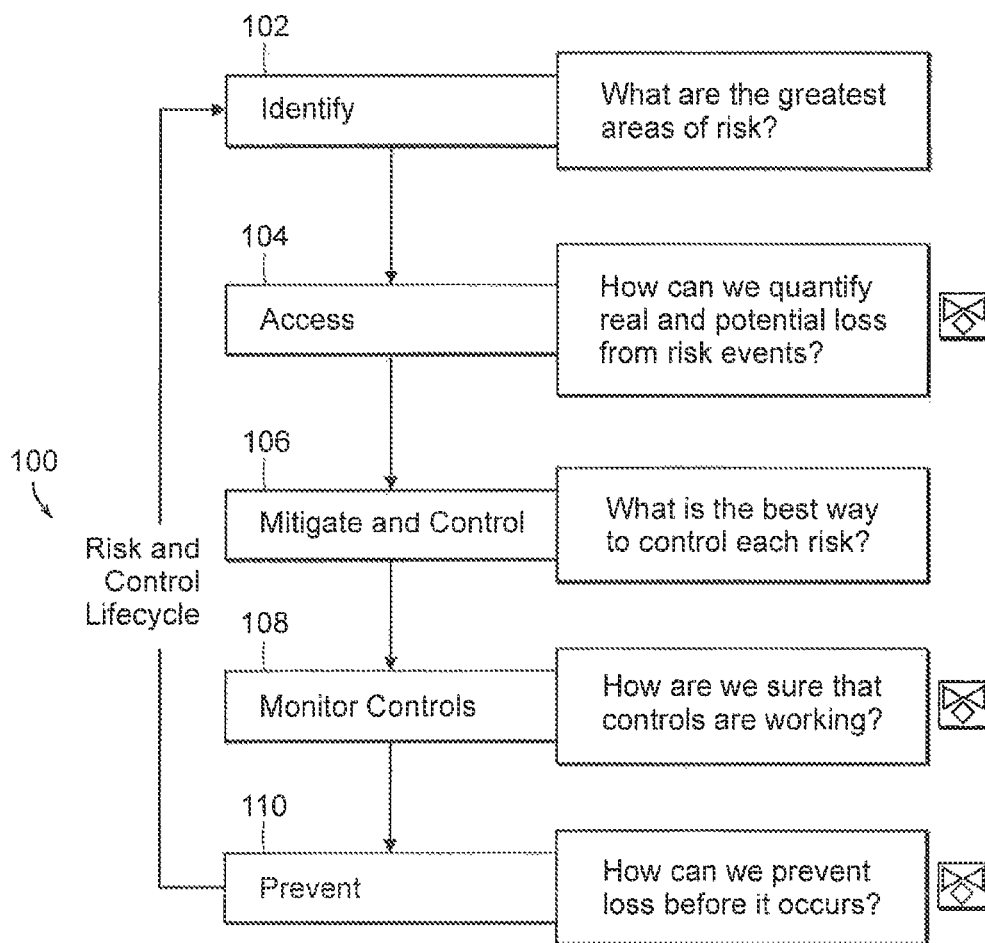 102
Identify
What are the greatest
areas of risk?
104
Access
How can we quantify
real and potential loss
from risk events?
106
100
Mitigate and Control
What is the best way
to control each risk?
Risk and
Control
Lifecycle
108
Monitor Controls
How are we sure that
controls are working?
110
Prevent
How can we prevent
loss before it occurs?